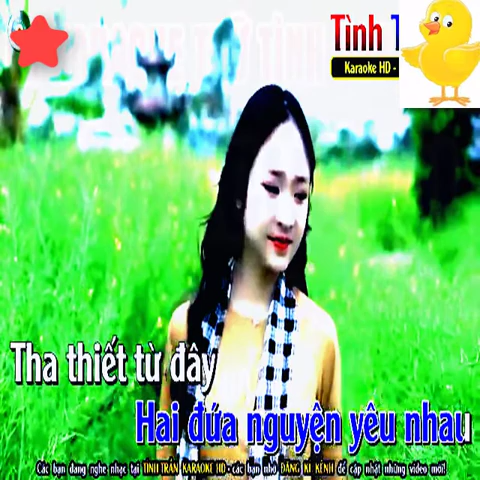 Tình
Karaoke HD -
Tha thiết từ đây
Hai đứa nguyện yêu nhau
Các bạn đang nghe nhạc tại TÌNH TRẦN KARAOKE HD - các bạn nhớ ĐĂNG KÍ KÊNH để cập nhật những video mới!